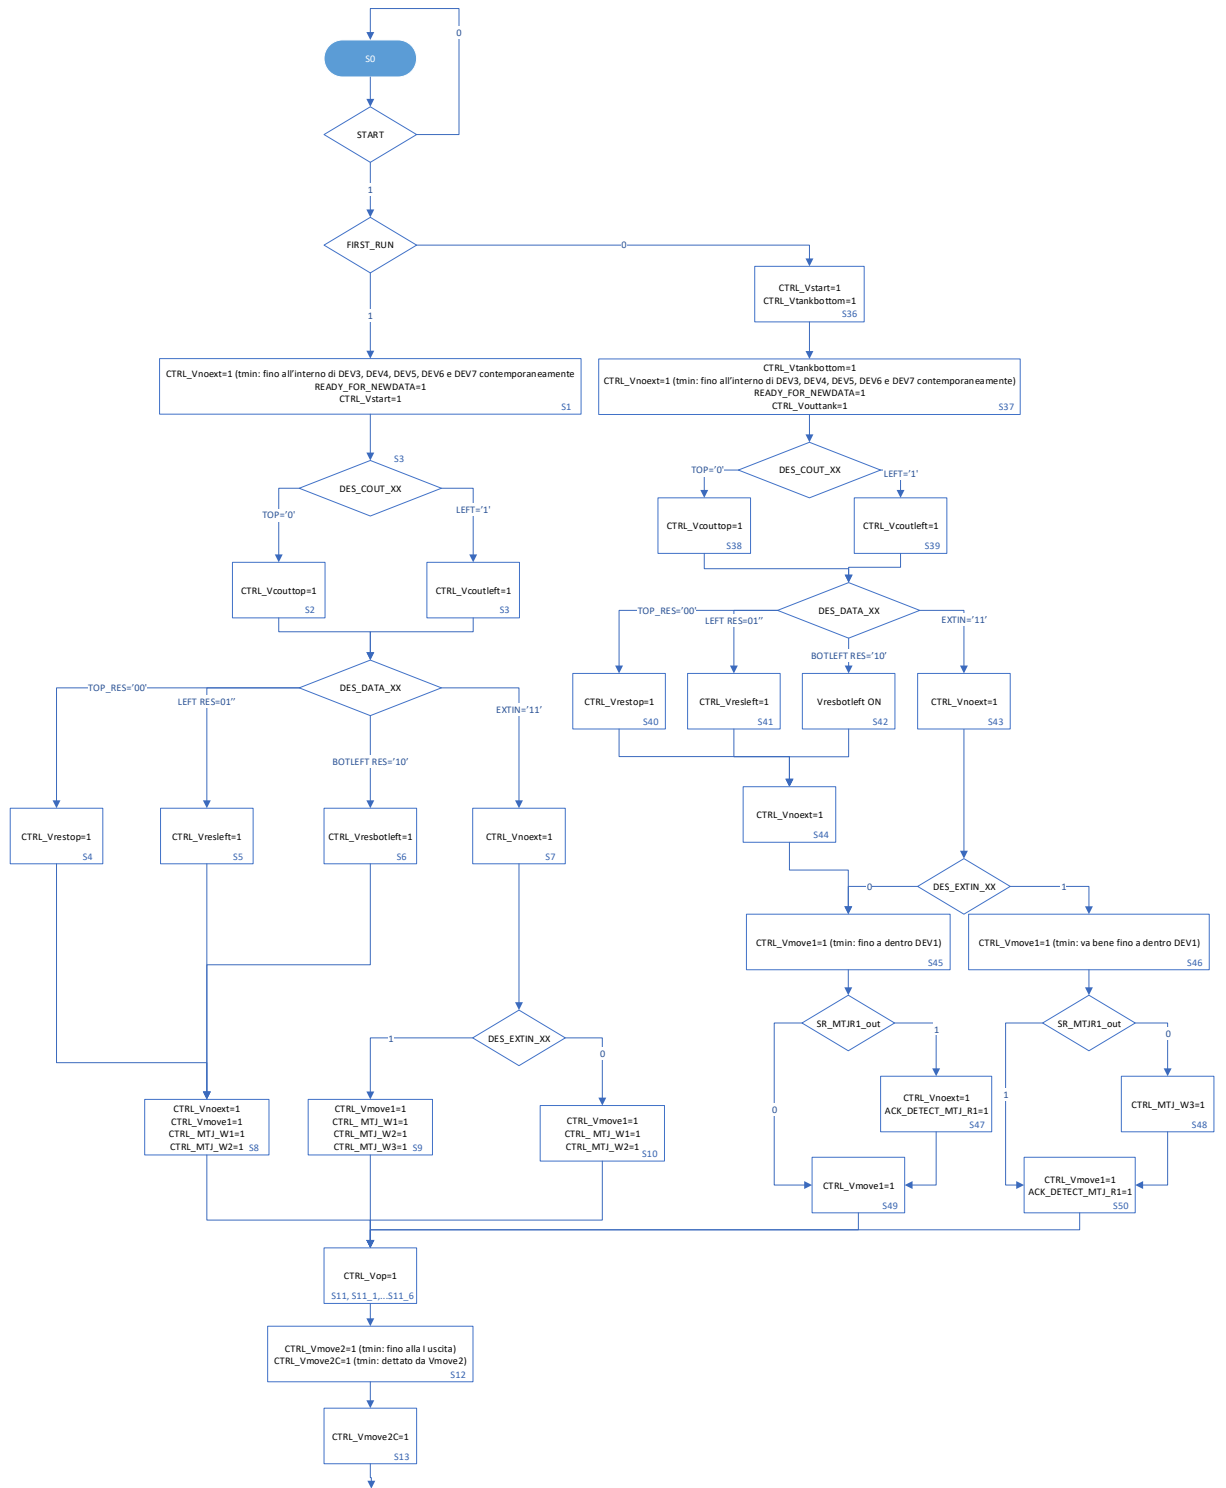 0
S0
START
1
FIRST_RUN
0
1
CTRL_Vstart=1
CTRL_Vtankbottom=1
S36
CTRL_Vnoext=1 (tmin: fino all'interno di DEV3, DEV4, DEV5, DEV6 e DEV7 contemporaneamente
READY_FOR_NEWDATA=1
CTRL_Vstart=1
S1
CTRL_Vtankbottom=1
CTRL_Vnoext=1 (tmin: fino all'interno di DEV3, DEV4, DEV5, DEV6 e DEV7 contemporaneamente)
READY_FOR_NEWDATA=1
CTRL_Vouttank=1
S37
S3
DES_COUT_XX
TOP='0'
LEFT='1'
DES_COUT_XX
TOP='0'
LEFT='1'
CTRL_Vcouttop=1
S38
CTRL_Vcoutleft=1
S39
CTRL_Vcouttop=1
S2
CTRL_Vcoutleft=1
S3
DES_DATA_XX
TOP_RES='00'
LEFT RES=01''
BOTLEFT RES='10'
EXTIN='11'
DES_DATA_XX
TOP_RES='00'
LEFT RES=01''
BOTLEFT RES='10'
EXTIN='11'
CTRL_Vrestop=1
S40
CTRL_Vresleft=1
S41
Vresbotleft ON
S42
CTRL_Vnoext=1
S43
CTRL_Vnoext=1
S44
CTRL_Vrestop=1
S4
CTRL_Vresleft=1
S5
CTRL_Vresbotleft=1
S6
CTRL_Vnoext=1
S7
0
DES_EXTIN_XX
1
CTRL_Vmove1=1 (tmin: fino a dentro DEV1)
S45
CTRL_Vmove1=1 (tmin: va bene fino a dentro DEV1)
S46
1
DES_EXTIN_XX
0
SR_MTJR1_out
1
0
SR_MTJR1_out
0
1
CTRL_Vnoext=1
ACK_DETECT_MTJ_R1=1
S47
CTRL_MTJ_W3=1
S48
CTRL_Vnoext=1
CTRL_Vmove1=1
CTRL_MTJ_W1=1
CTRL_MTJ_W2=1 S8
CTRL_Vmove1=1
CTRL_MTJ_W1=1
CTRL_MTJ_W2=1
CTRL_MTJ_W3=1 S9
CTRL_Vmove1=1
CTRL_MTJ_W1=1
CTRL_MTJ_W2=1
S10
CTRL_Vmove1=1
S49
CTRL_Vmove1=1
ACK_DETECT_MTJ_R1=1
S50
CTRL_Vop=1
S11, S11_1,...S11_6
CTRL_Vmove2=1 (tmin: fino alla I uscita)
CTRL_Vmove2C=1 (tmin: dettato da Vmove2)
S12
CTRL_Vmove2C=1
S13